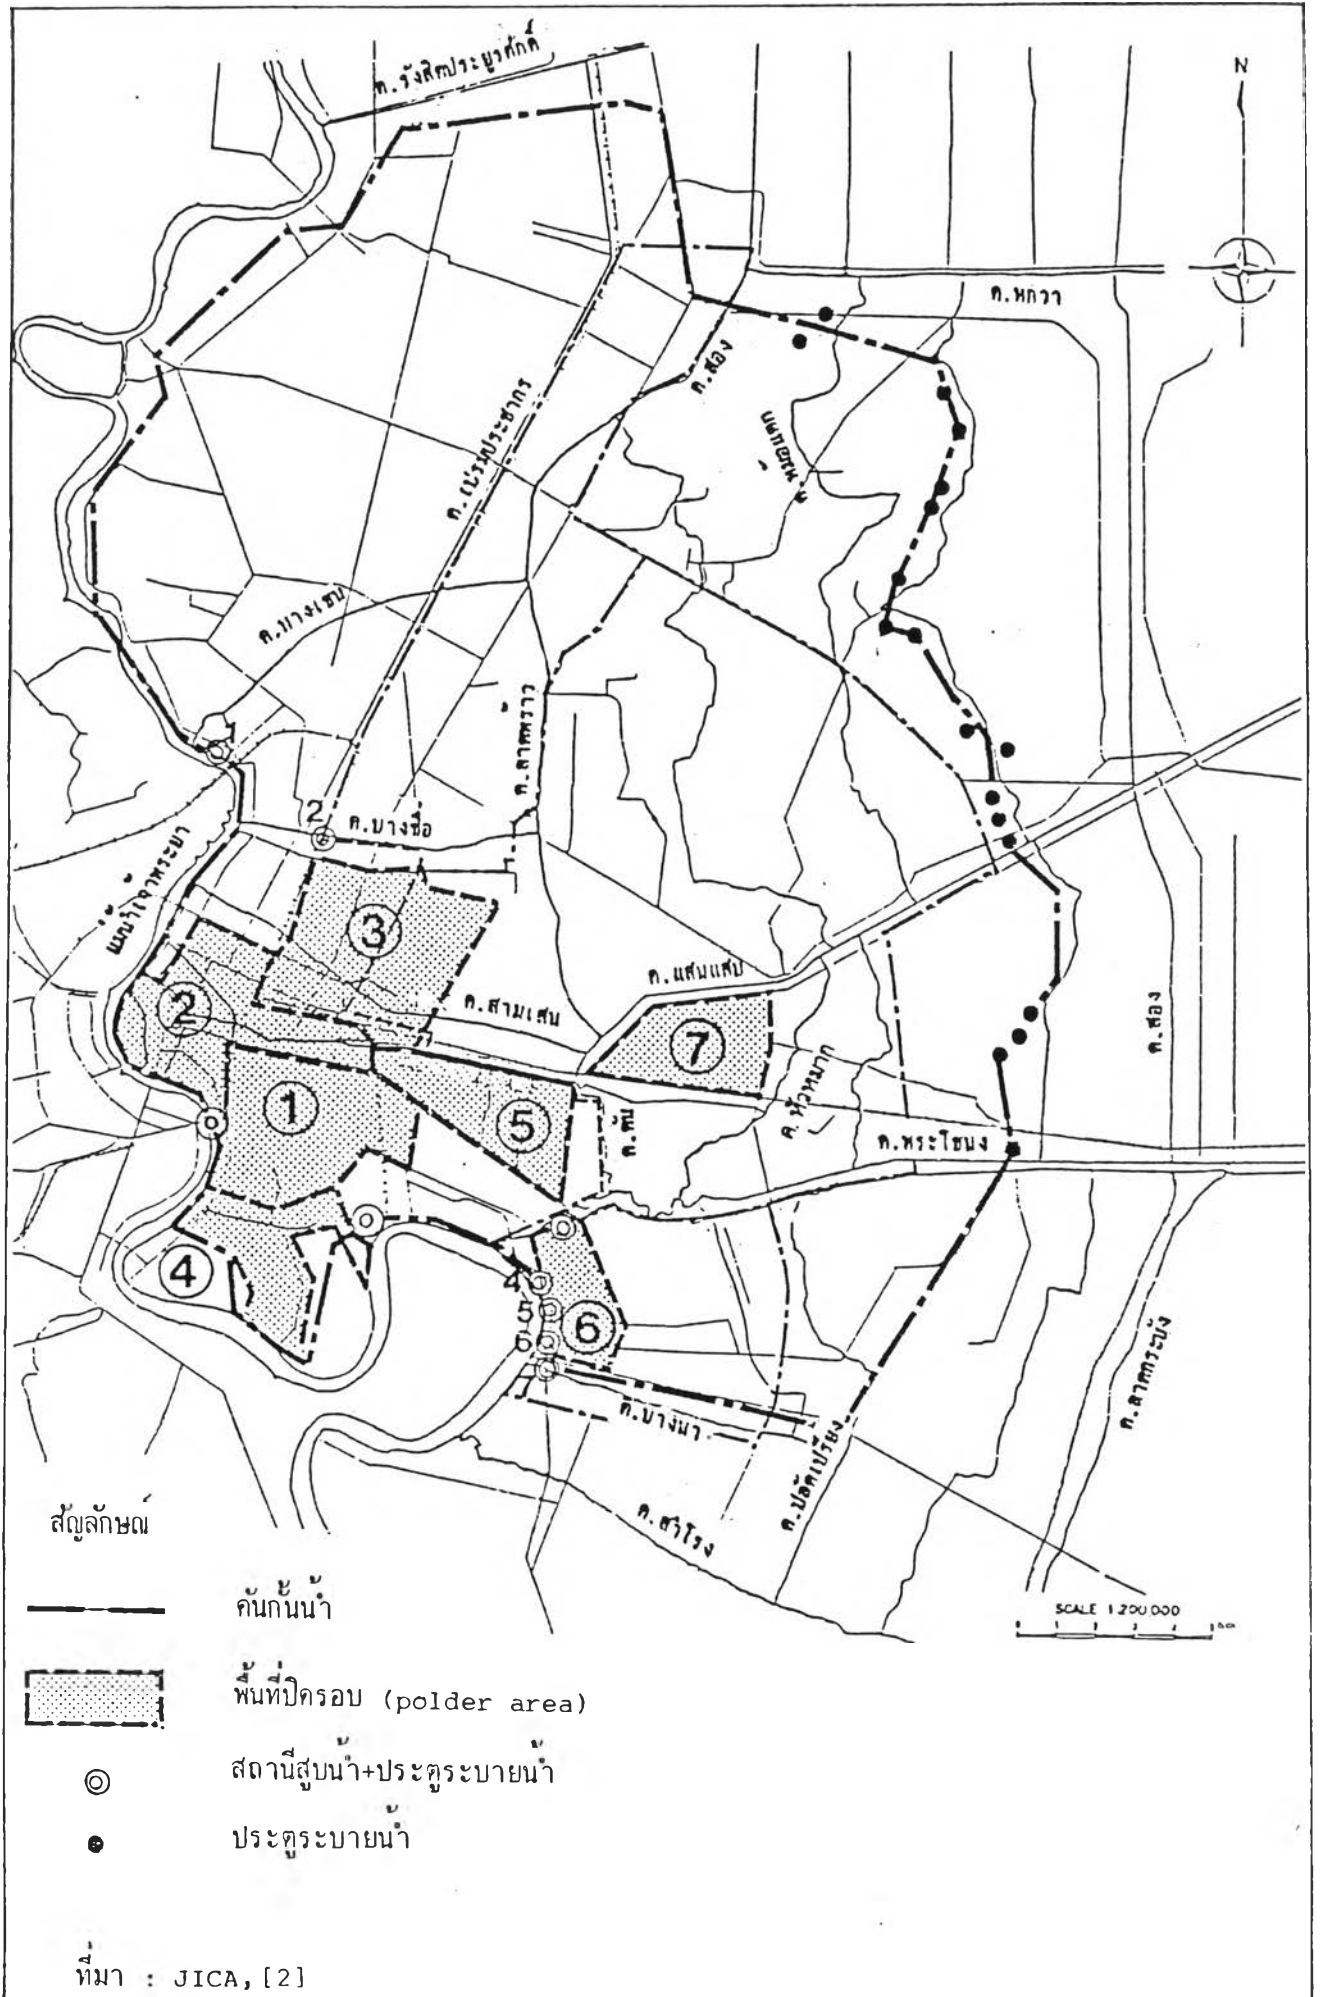 ค.รังสิตประยูรศักดิ์
N
ค.หกวา
ค.สอง
ค.เปรมประชากร
ค.บางเขน
ค.ลาดพร้าว
1
2
ค.บางซื่อ
แม่น้ำเจ้าพระยา
3
2
ค.แสนแสบ
ค.สามเสน
7
ค.สอง
1
5
ค.ตัน
ค.หัวหมาก
ค.พระโขนง
4
4
5
6
6
ค.บางนา
ค.ปลัดเปรียง
ค.ลาดกระบัง
ค.สำโรง
สัญลักษณ์
SCALE 1:200,000
คันกั้นน้ำ
พื้นที่ปิดรอบ (polder area)
สถานีสูบน้ำ+ประตูระบายน้ำ
ประตูระบายน้ำ
ที่มา : JICA,[2]